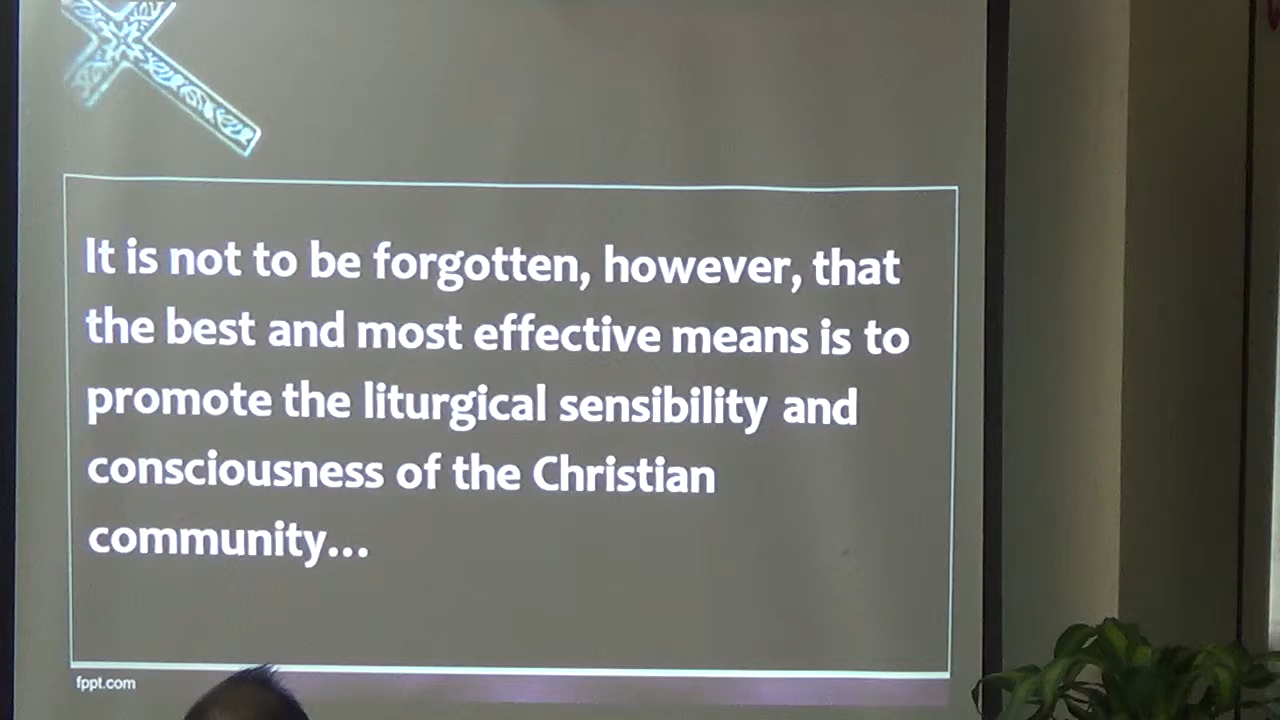 It is not to be forgotten, however, that
the best and most effective means is to
promote the liturgical sensibility and
consciousness of the Christian
community...
fppt.com